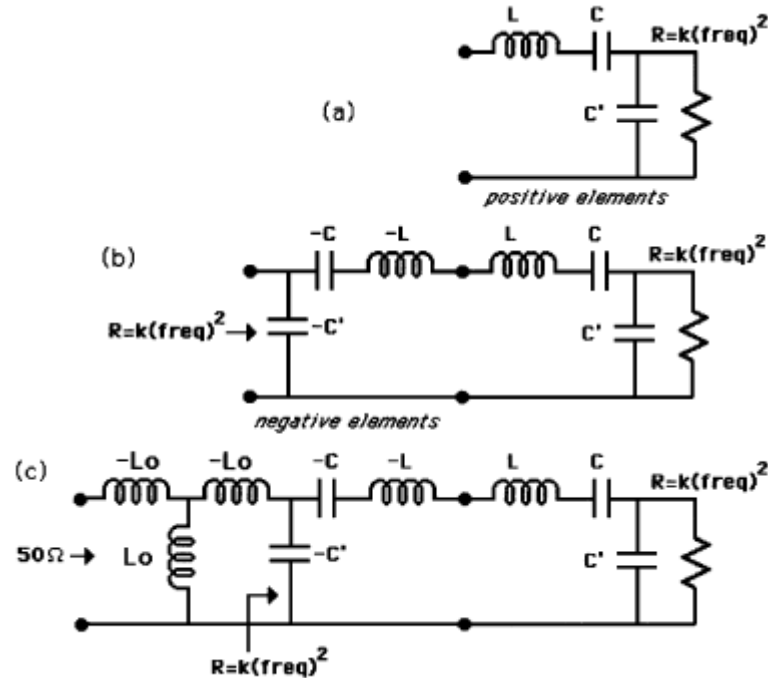 L
C
R=k(freq)²
(a)
C'
positive elements
(b)
-C
-L
L
C
R=k(freq)²
R=k(freq)²
-C'
C'
negative elements
(c)
-Lo
-Lo
-C
-L
L
C
R=k(freq)²
50Ω
Lo
-C'
C'
R=k(freq)²